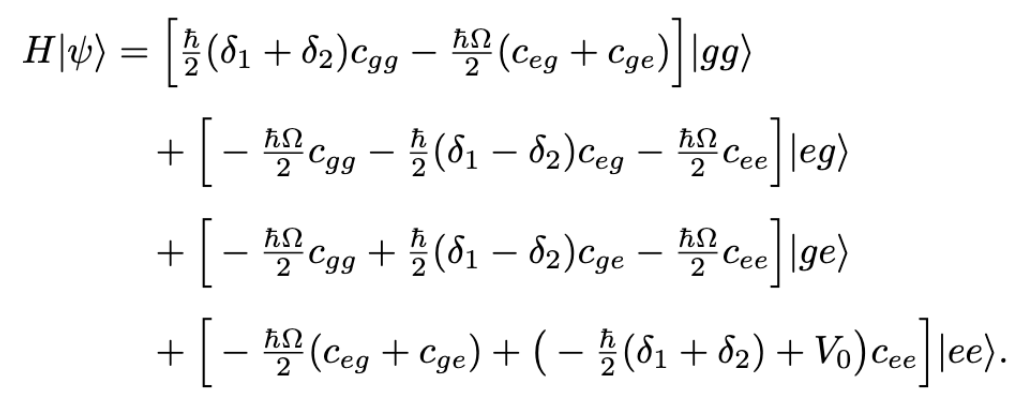 H|ψ⟩ = [ħ/2(δ₁ + δ₂)c_gg − ħΩ/2(c_eg + c_ge)]|gg⟩
+ [− ħΩ/2 c_gg − ħ/2(δ₁ − δ₂)c_eg − ħΩ/2 c_ee]|eg⟩
+ [− ħΩ/2 c_gg + ħ/2(δ₁ − δ₂)c_ge − ħΩ/2 c_ee]|ge⟩
+ [− ħΩ/2(c_eg + c_ge) + (− ħ/2(δ₁ + δ₂) + V₀)c_ee]|ee⟩.